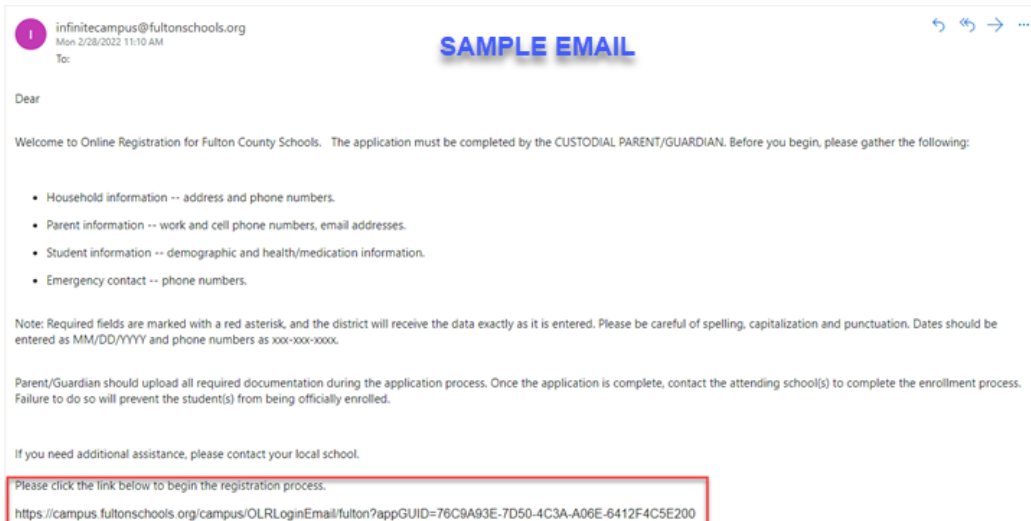 I
infinitecampus@fultonschools.org
Mon 2/28/2022 11:10 AM
To:
SAMPLE EMAIL
Dear
Welcome to Online Registration for Fulton County Schools.   The application must be completed by the CUSTODIAL PARENT/GUARDIAN. Before you begin, please gather the following:
• Household information -- address and phone numbers.
• Parent information -- work and cell phone numbers, email addresses.
• Student information -- demographic and health/medication information.
• Emergency contact -- phone numbers.
Note: Required fields are marked with a red asterisk, and the district will receive the data exactly as it is entered. Please be careful of spelling, capitalization and punctuation. Dates should be
entered as MM/DD/YYYY and phone numbers as xxx-xxx-xxxx.
Parent/Guardian should upload all required documentation during the application process. Once the application is complete, contact the attending school(s) to complete the enrollment process.
Failure to do so will prevent the student(s) from being officially enrolled.
If you need additional assistance, please contact your local school.
Please click the link below to begin the registration process.
https://campus.fultonschools.org/campus/OLRLoginEmail/fulton?appGUID=76C9A93E-7D50-4C3A-A06E-6412F4C5E200